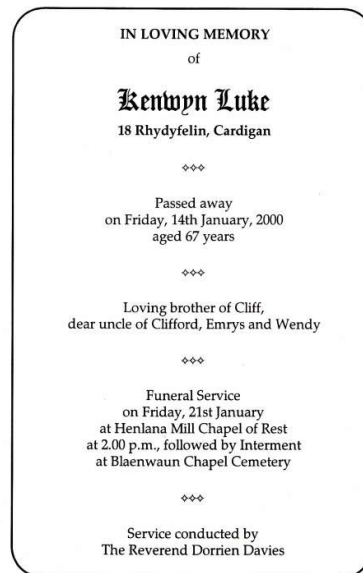 IN LOVING MEMORY
of
Kenwyn Luke
18 Rhydyfelin, Cardigan
Passed away
on Friday, 14th January, 2000
aged 67 years
Loving brother of Cliff,
dear uncle of Clifford, Emrys and Wendy
Funeral Service
on Friday, 21st January
at Henlana Mill Chapel of Rest
at 2.00 p.m., followed by Interment
at Blaenwaun Chapel Cemetery
Service conducted by
The Reverend Dorrien Davies